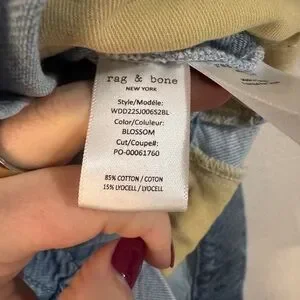 rag & bone
NEW YORK
Style/Modèle:
WDD22SJ006S2BL
Color/Couleur:
BLOSSOM
Cut/Coupe#:
PO-00061760
85% COTTON / COTON
15% LYOCELL / LYOCELL